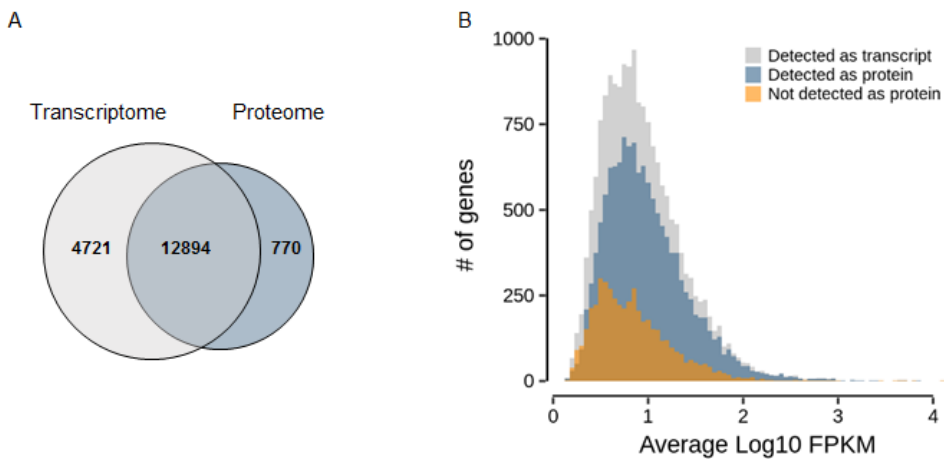 A
Transcriptome
Proteome
4721
12894
770
B
1000
750
500
250
0
# of genes
Detected as transcript
Detected as protein
Not detected as protein
0 1 2 3 4
Average Log10 FPKM